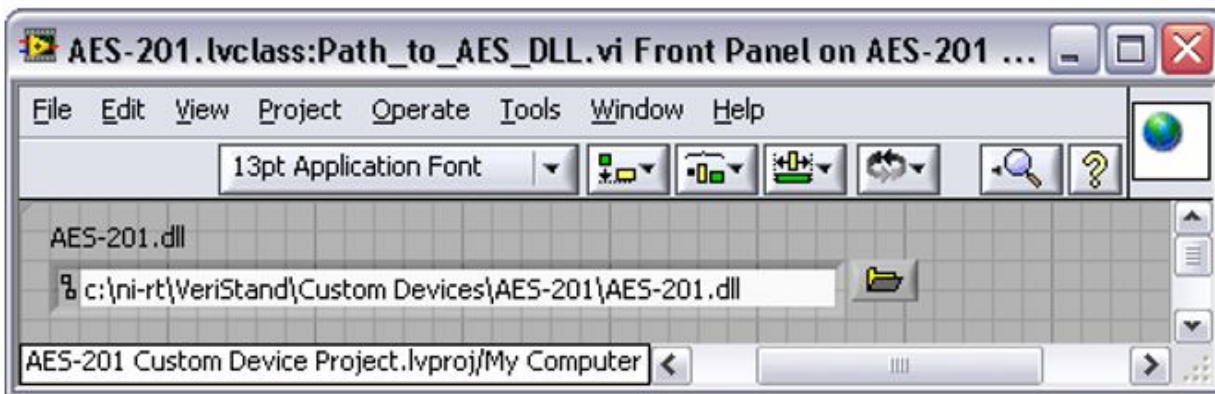 AES-201.lvclass:Path_to_AES_DLL.vi Front Panel on AES-201 ...
File Edit View Project Operate Tools Window Help
13pt Application Font
AES-201.dll
c:\ni-rt\VeriStand\Custom Devices\AES-201\AES-201.dll
AES-201 Custom Device Project.lvproj/My Computer